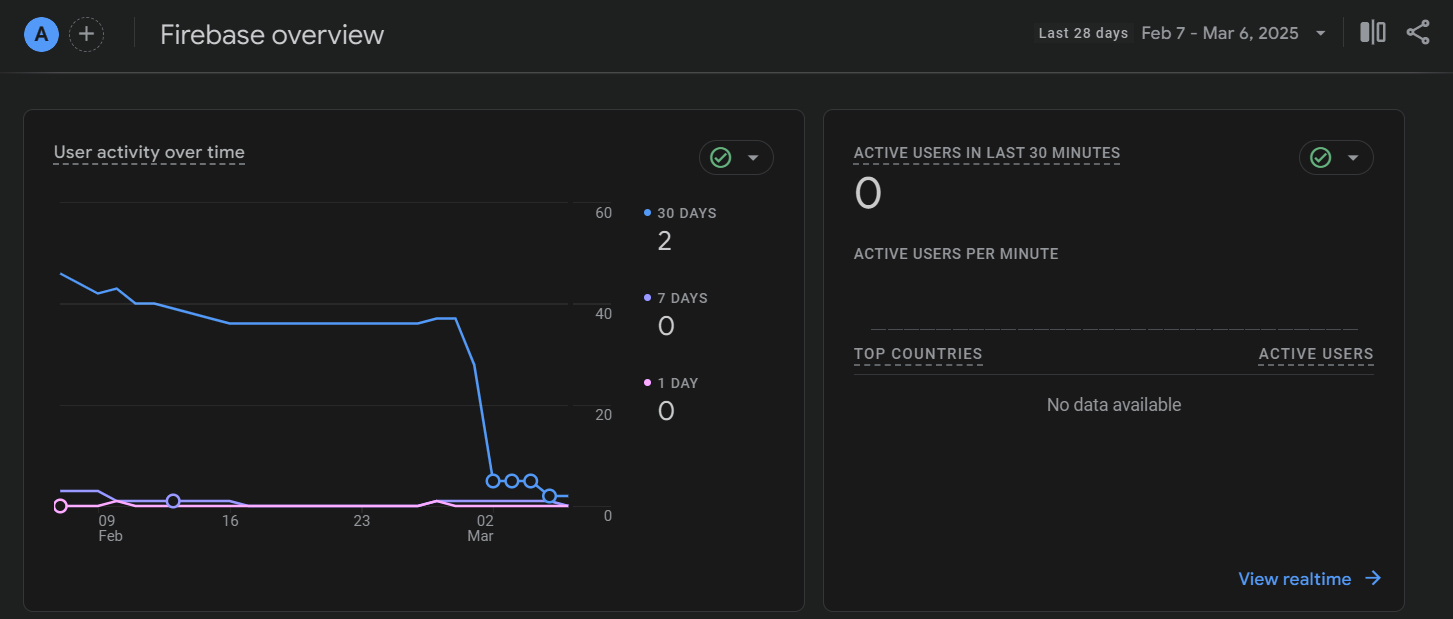 A
Firebase overview
Last 28 days Feb 7 - Mar 6, 2025
User activity over time
60
40
20
0
09
Feb
16
23
02
Mar
30 DAYS
2
7 DAYS
0
1 DAY
0
ACTIVE USERS IN LAST 30 MINUTES
0
ACTIVE USERS PER MINUTE
TOP COUNTRIES ACTIVE USERS
No data available
View realtime